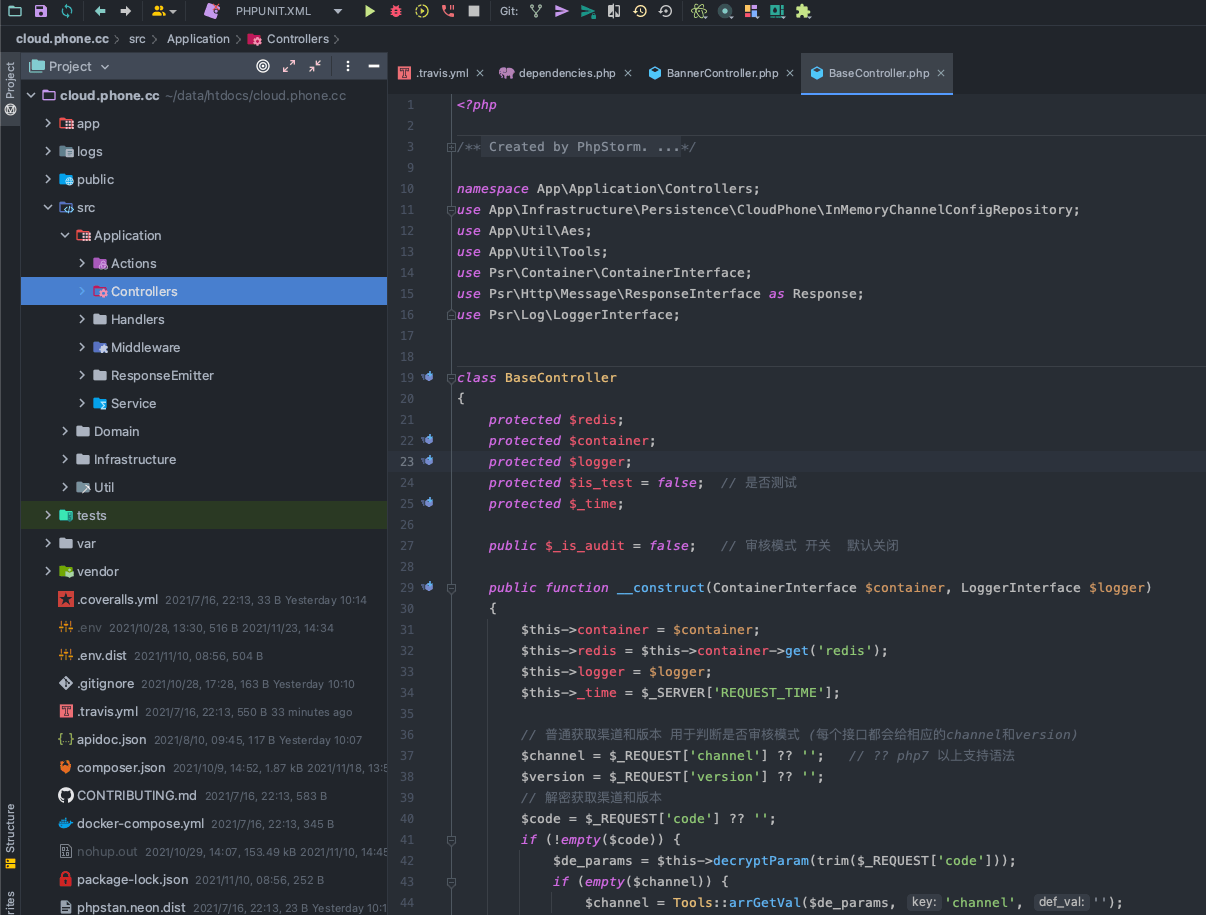 PHPUNIT.XML
Git:
cloud.phone.cc
src
Application
Controllers
Project
Project
Structure
.travis.yml
dependencies.php
BannerController.php
BaseController.php
cloud.phone.cc ~/data/htdocs/cloud.phone.cc
app
logs
public
src
Application
Actions
Controllers
Handlers
Middleware
ResponseEmitter
Service
Domain
Infrastructure
Util
tests
var
vendor
.coveralls.yml 2021/7/16, 22:13, 33 B Yesterday 10:14
.env 2021/10/28, 13:30, 516 B 2021/11/23, 14:34
.env.dist 2021/11/10, 08:56, 504 B
.gitignore 2021/10/28, 17:28, 163 B Yesterday 10:10
.travis.yml 2021/7/16, 22:13, 550 B 33 minutes ago
apidoc.json 2021/8/10, 09:45, 117 B Yesterday 10:07
composer.json 2021/10/9, 14:52, 1.87 kB 2021/11/18, 13:5
CONTRIBUTING.md 2021/7/16, 22:13, 583 B
docker-compose.yml 2021/7/16, 22:13, 345 B
nohup.out 2021/10/29, 14:07, 153.49 kB 2021/11/10, 14:45
package-lock.json 2021/11/10, 08:56, 252 B
phpstan.neon.dist 2021/7/16, 22:13, 23 B Yesterday 10:1
1 <?php
2
3 /** Created by PhpStorm. ...*/
9
10 namespace App\Application\Controllers;
11 use App\Infrastructure\Persistence\CloudPhone\InMemoryChannelConfigRepository;
12 use App\Util\Aes;
13 use App\Util\Tools;
14 use Psr\Container\ContainerInterface;
15 use Psr\Http\Message\ResponseInterface as Response;
16 use Psr\Log\LoggerInterface;
17
18
19 class BaseController
20 {
21 protected $redis;
22 protected $container;
23 protected $logger;
24 protected $is_test = false; // 是否测试
25 protected $_time;
26
27 public $_is_audit = false; // 审核模式 开关 默认关闭
28
29 public function __construct(ContainerInterface $container, LoggerInterface $logger)
30 {
31 $this->container = $container;
32 $this->redis = $this->container->get('redis');
33 $this->logger = $logger;
34 $this->_time = $_SERVER['REQUEST_TIME'];
35
36 // 普通获取渠道和版本 用于判断是否审核模式 (每个接口都会给相应的channel和version)
37 $channel = $_REQUEST['channel'] ?? ''; // ?? php7 以上支持语法
38 $version = $_REQUEST['version'] ?? '';
39 // 解密获取渠道和版本
40 $code = $_REQUEST['code'] ?? '';
41 if (!empty($code)) {
42 $de_params = $this->decryptParam(trim($_REQUEST['code']));
43 if (empty($channel)) {
44 $channel = Tools::arrGetVal($de_params, key: 'channel', def_val: '');